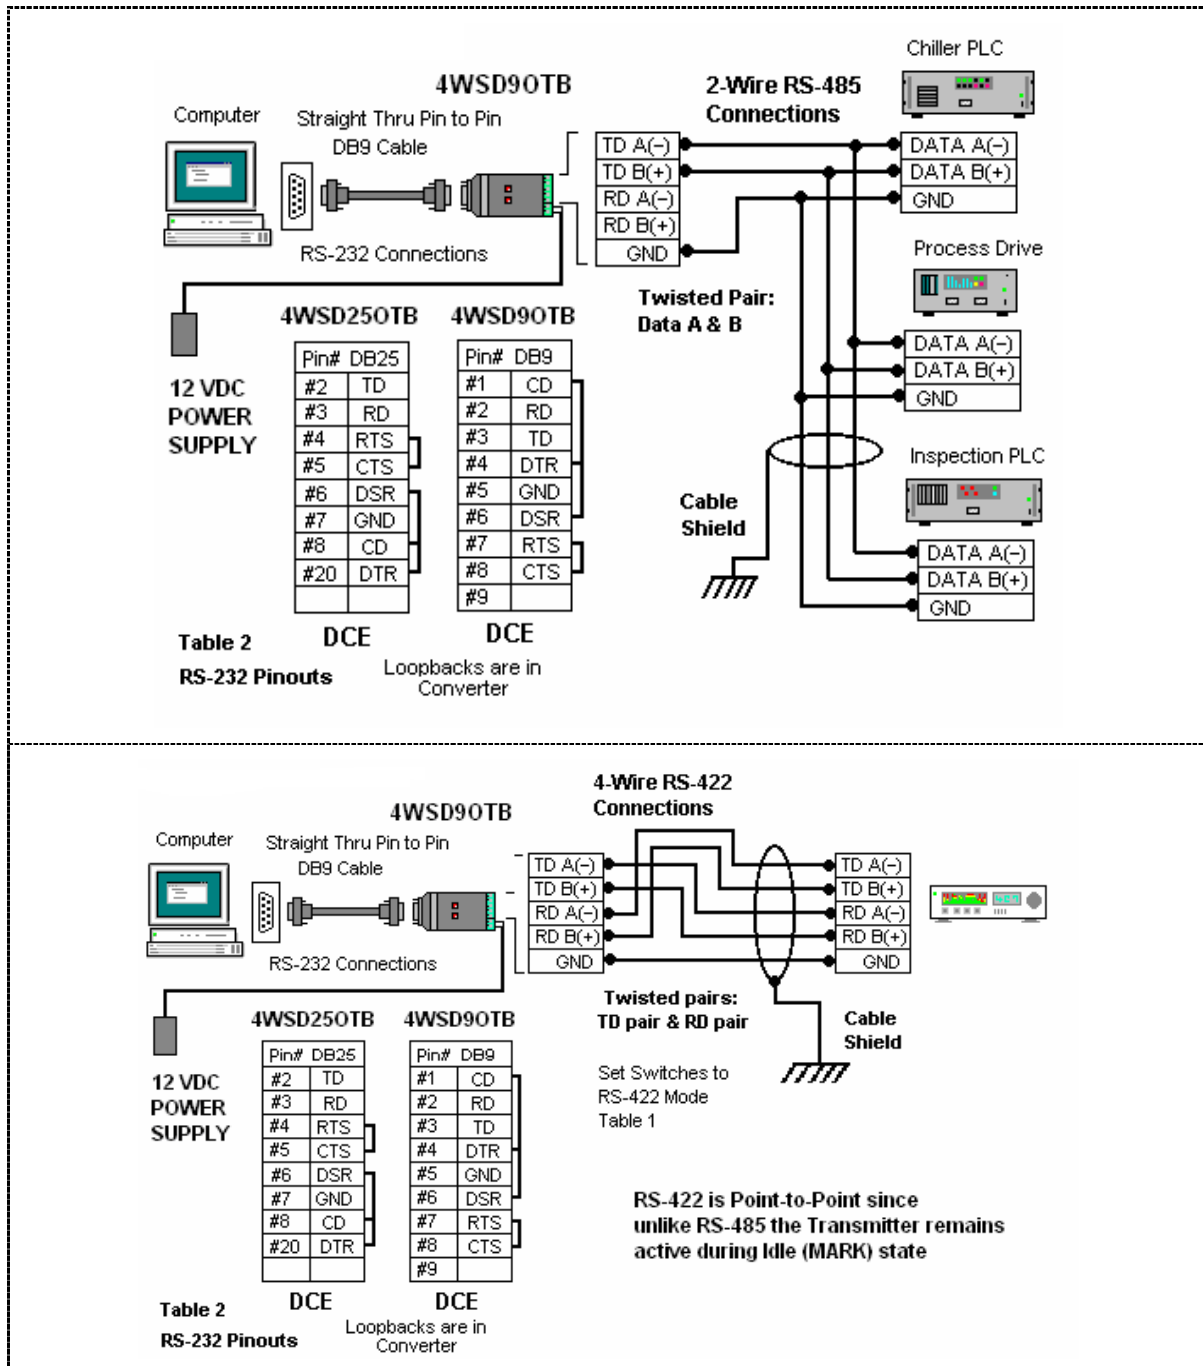 Chiller PLC
4WSD9OTB
2-Wire RS-485
Connections
Computer
Straight Thru Pin to Pin
DB9 Cable
TD A(-)
TD B(+)
RD A(-)
RD B(+)
GND
DATA A(-)
DATA B(+)
GND
RS-232 Connections
Process Drive
Twisted Pair:
Data A & B
DATA A(-)
DATA B(+)
GND
12 VDC
POWER
SUPPLY
4WSD25OTB
Pin# DB25
#2 TD
#3 RD
#4 RTS
#5 CTS
#6 DSR
#7 GND
#8 CD
#20 DTR
DCE
4WSD9OTB
Pin# DB9
#1 CD
#2 RD
#3 TD
#4 DTR
#5 GND
#6 DSR
#7 RTS
#8 CTS
#9
DCE
Inspection PLC
Cable
Shield
DATA A(-)
DATA B(+)
GND
Table 2
RS-232 Pinouts
Loopbacks are in
Converter
4-Wire RS-422
Connections
4WSD9OTB
Computer
Straight Thru Pin to Pin
DB9 Cable
TD A(-)
TD B(+)
RD A(-)
RD B(+)
GND
TD A(-)
TD B(+)
RD A(-)
RD B(+)
GND
RS-232 Connections
Twisted pairs:
TD pair & RD pair
Cable
Shield
Set Switches to
RS-422 Mode
Table 1
12 VDC
POWER
SUPPLY
4WSD25OTB
Pin# DB25
#2 TD
#3 RD
#4 RTS
#5 CTS
#6 DSR
#7 GND
#8 CD
#20 DTR
DCE
4WSD9OTB
Pin# DB9
#1 CD
#2 RD
#3 TD
#4 DTR
#5 GND
#6 DSR
#7 RTS
#8 CTS
#9
DCE
RS-422 is Point-to-Point since
unlike RS-485 the Transmitter remains
active during Idle (MARK) state
Table 2
RS-232 Pinouts
Loopbacks are in
Converter